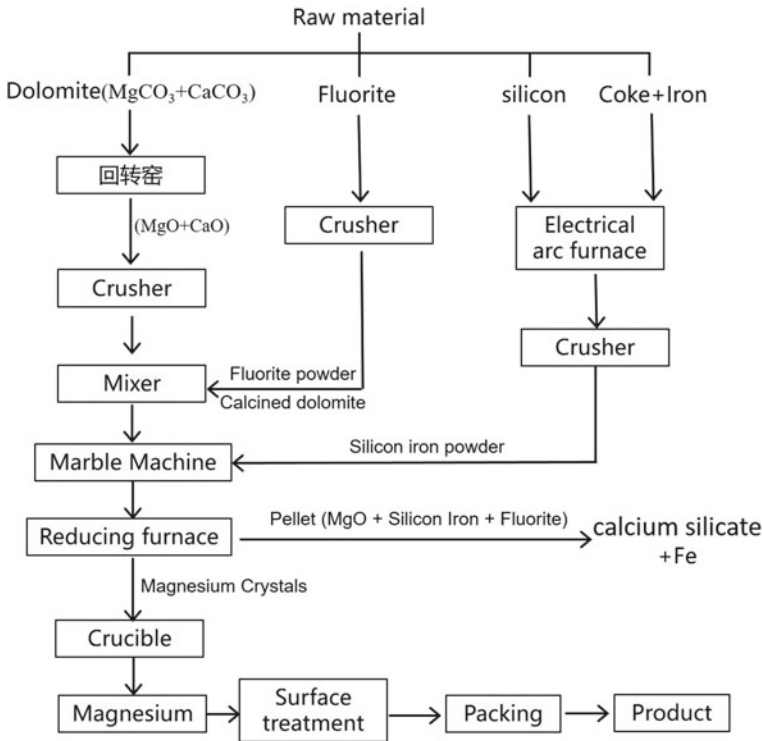 Raw material
Dolomite(MgCO₃+CaCO₃)
Fluorite
silicon
Coke+Iron
回转窑
(MgO+CaO)
Crusher
Electrical
arc furnace
Crusher
Crusher
Mixer
Fluorite powder
Calcined dolomite
Silicon iron powder
Marble Machine
Reducing furnace
Pellet (MgO + Silicon Iron + Fluorite)
calcium silicate
+Fe
Magnesium Crystals
Crucible
Magnesium
Surface
treatment
Packing
Product